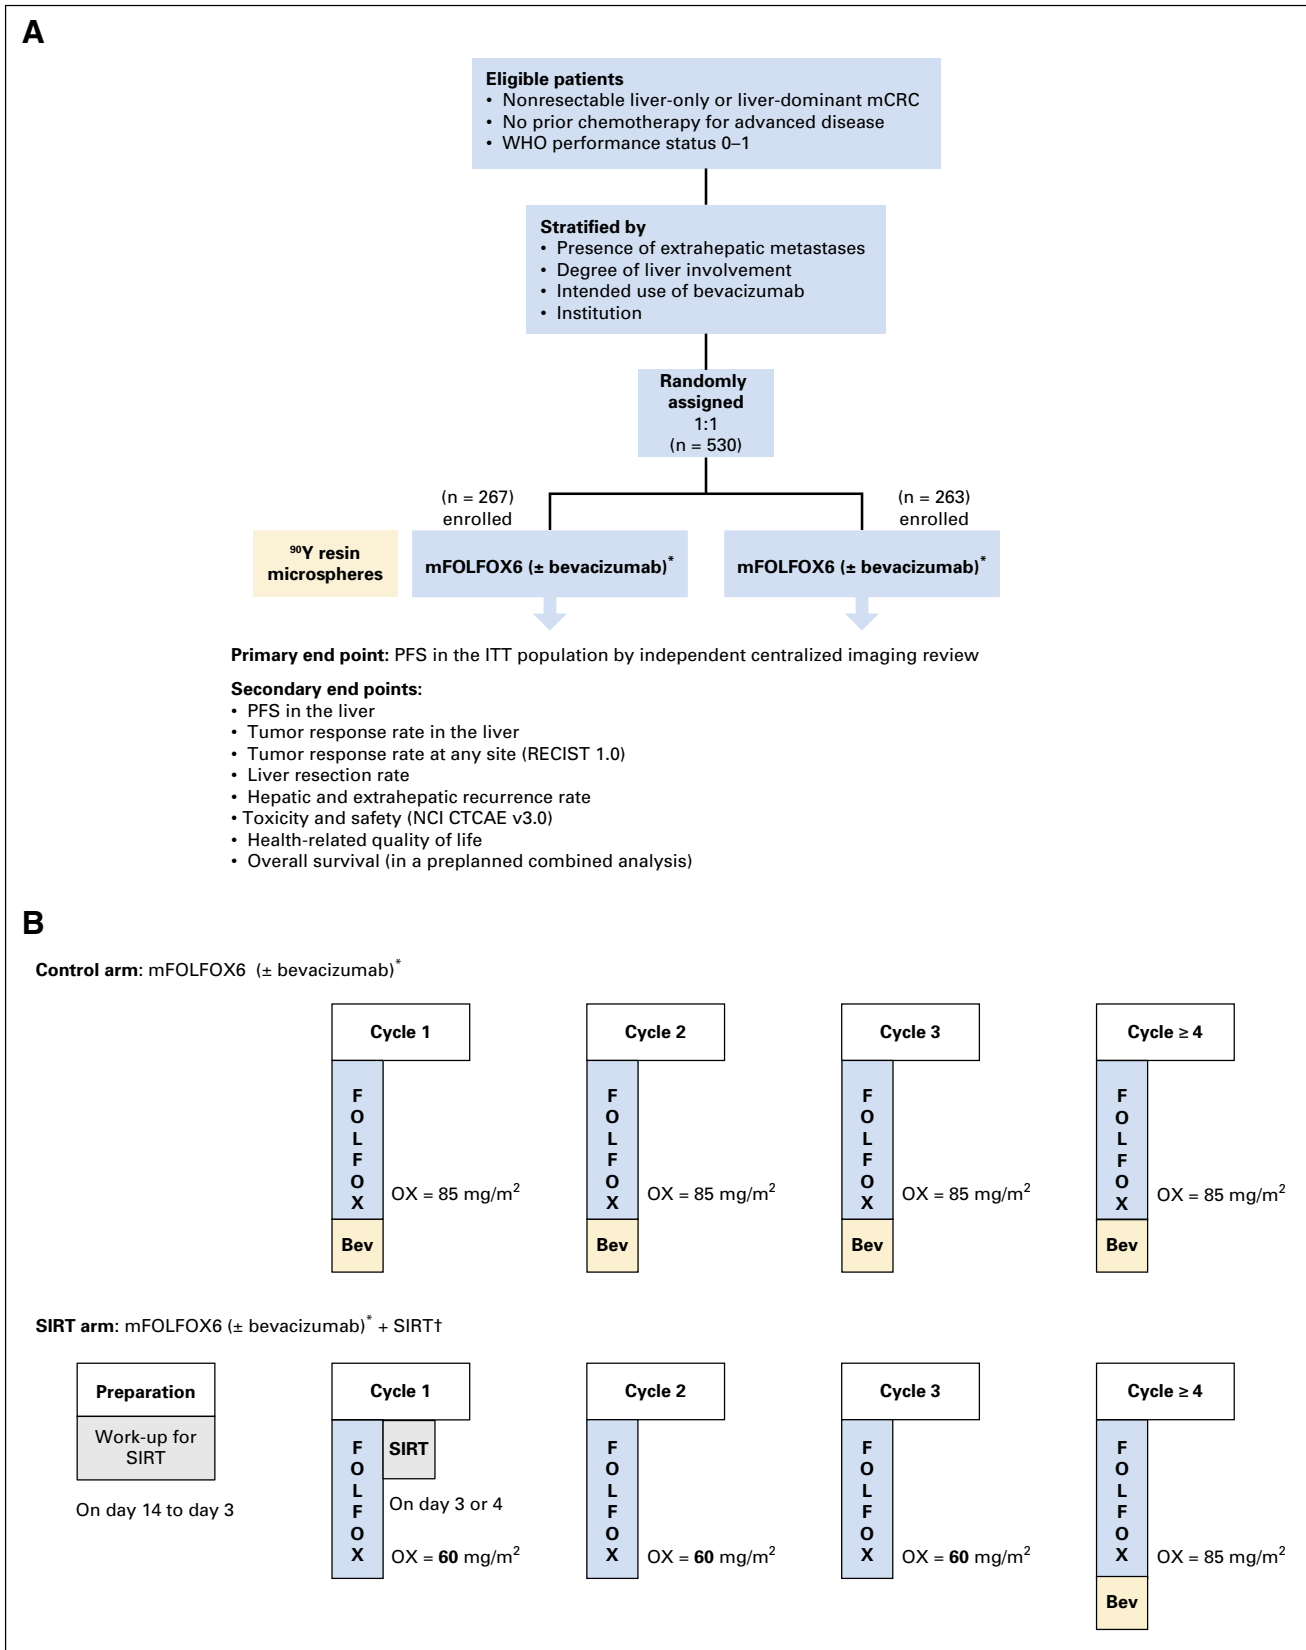 A
Eligible patients
• Nonresectable liver-only or liver-dominant mCRC
• No prior chemotherapy for advanced disease
• WHO performance status 0–1
Stratified by
• Presence of extrahepatic metastases
• Degree of liver involvement
• Intended use of bevacizumab
• Institution
Randomly
assigned
1:1
(n = 530)
(n = 267)
enrolled
(n = 263)
enrolled
⁹⁰Y resin
microspheres
mFOLFOX6 (± bevacizumab)*
mFOLFOX6 (± bevacizumab)*
Primary end point: PFS in the ITT population by independent centralized imaging review
Secondary end points:
• PFS in the liver
• Tumor response rate in the liver
• Tumor response rate at any site (RECIST 1.0)
• Liver resection rate
• Hepatic and extrahepatic recurrence rate
• Toxicity and safety (NCI CTCAE v3.0)
• Health-related quality of life
• Overall survival (in a preplanned combined analysis)
B
Control arm: mFOLFOX6 (± bevacizumab)*
Cycle 1
FOLFOX
OX = 85 mg/m²
Bev
Cycle 2
FOLFOX
OX = 85 mg/m²
Bev
Cycle 3
FOLFOX
OX = 85 mg/m²
Bev
Cycle ≥ 4
FOLFOX
OX = 85 mg/m²
Bev
SIRT arm: mFOLFOX6 (± bevacizumab)* + SIRT†
Preparation
Work-up for
SIRT
On day 14 to day 3
Cycle 1
FOLFOX
SIRT
On day 3 or 4
OX = 60 mg/m²
Cycle 2
FOLFOX
OX = 60 mg/m²
Cycle 3
FOLFOX
OX = 60 mg/m²
Cycle ≥ 4
FOLFOX
OX = 85 mg/m²
Bev